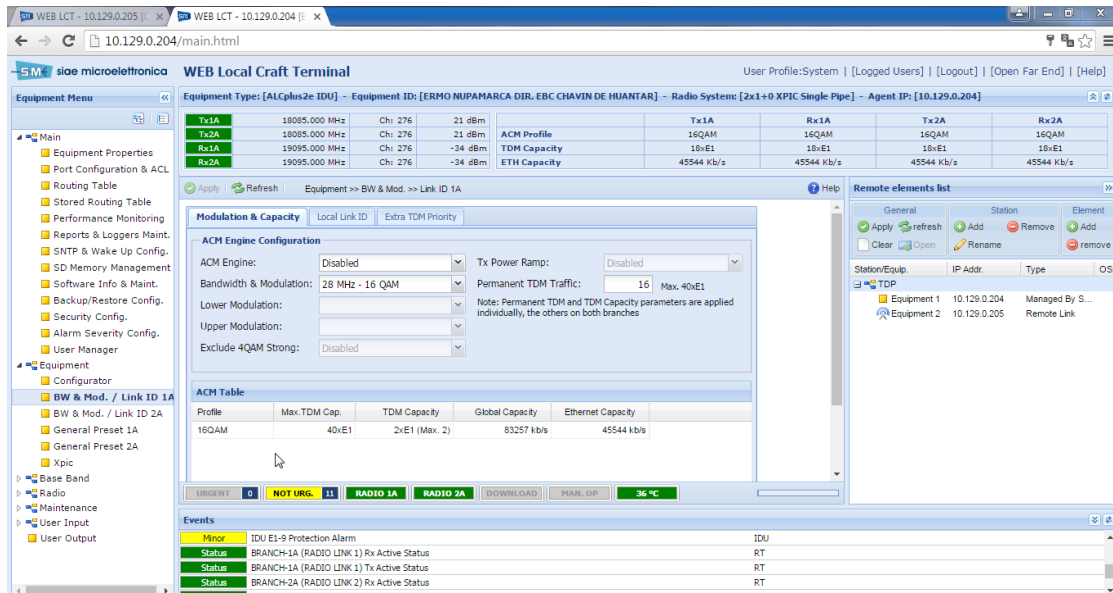 WEB LCT - 10.129.0.205 [C
WEB LCT - 10.129.0.204 [E
10.129.0.204/main.html
SME siae microelettronica
WEB Local Craft Terminal
User Profile:System | [Logged Users] | [Logout] | [Open Far End] | [Help]
Equipment Menu
Main
Equipment Properties
Port Configuration & ACL
Routing Table
Stored Routing Table
Performance Monitoring
Reports & Loggers Maint.
SNTP & Wake Up Config.
SD Memory Management
Software Info & Maint.
Backup/Restore Config.
Security Config.
Alarm Severity Config.
User Manager
Equipment
Configurator
BW & Mod. / Link ID 1A
BW & Mod. / Link ID 2A
General Preset 1A
General Preset 2A
Xpic
Base Band
Radio
Maintenance
User Input
User Output
Equipment Type: [ALCplus2e IDU] - Equipment ID: [ERMO NUPAMARCA DIR. EBC CHAVIN DE HUANTAR] - Radio System: [2x1+0 XPIC Single Pipe] - Agent IP: [10.129.0.204]
Tx1A 18085.000 MHz Ch: 276 21 dBm
Tx2A 18085.000 MHz Ch: 276 21 dBm
Rx1A 19095.000 MHz Ch: 276 -34 dBm
Rx2A 19095.000 MHz Ch: 276 -34 dBm
Tx1A Rx1A Tx2A Rx2A
ACM Profile 16QAM 16QAM 16QAM 16QAM
TDM Capacity 18xE1 18xE1 18xE1 18xE1
ETH Capacity 45544 Kb/s 45544 Kb/s 45544 Kb/s 45544 Kb/s
Apply Refresh Equipment >> BW & Mod. >> Link ID 1A Help
Modulation & Capacity Local Link ID Extra TDM Priority
ACM Engine Configuration
ACM Engine: Disabled Tx Power Ramp: Disabled
Bandwidth & Modulation: 28 MHz - 16 QAM Permanent TDM Traffic: 16 Max. 40xE1
Lower Modulation:
Note: Permanent TDM and TDM Capacity parameters are applied
individually, the others on both branches
Upper Modulation:
Exclude 4QAM Strong: Disabled
ACM Table
Profile Max.TDM Cap. TDM Capacity Global Capacity Ethernet Capacity
16QAM 40xE1 2xE1 (Max. 2) 83257 kb/s 45544 kb/s
URGENT 0 NOT URG. 11 RADIO 1A RADIO 2A DOWNLOAD MAN. OP 36 °C
Remote elements list
General Station Element
Apply refresh Add Remove Add
Clear Open Rename remove
Station/Equip. IP Addr. Type OS
TDP
Equipment 1 10.129.0.204 Managed By S...
Equipment 2 10.129.0.205 Remote Link
Events
Minor IDU E1-9 Protection Alarm IDU
Status BRANCH-1A (RADIO LINK 1) Rx Active Status RT
Status BRANCH-1A (RADIO LINK 1) Tx Active Status RT
Status BRANCH-2A (RADIO LINK 2) Rx Active Status RT